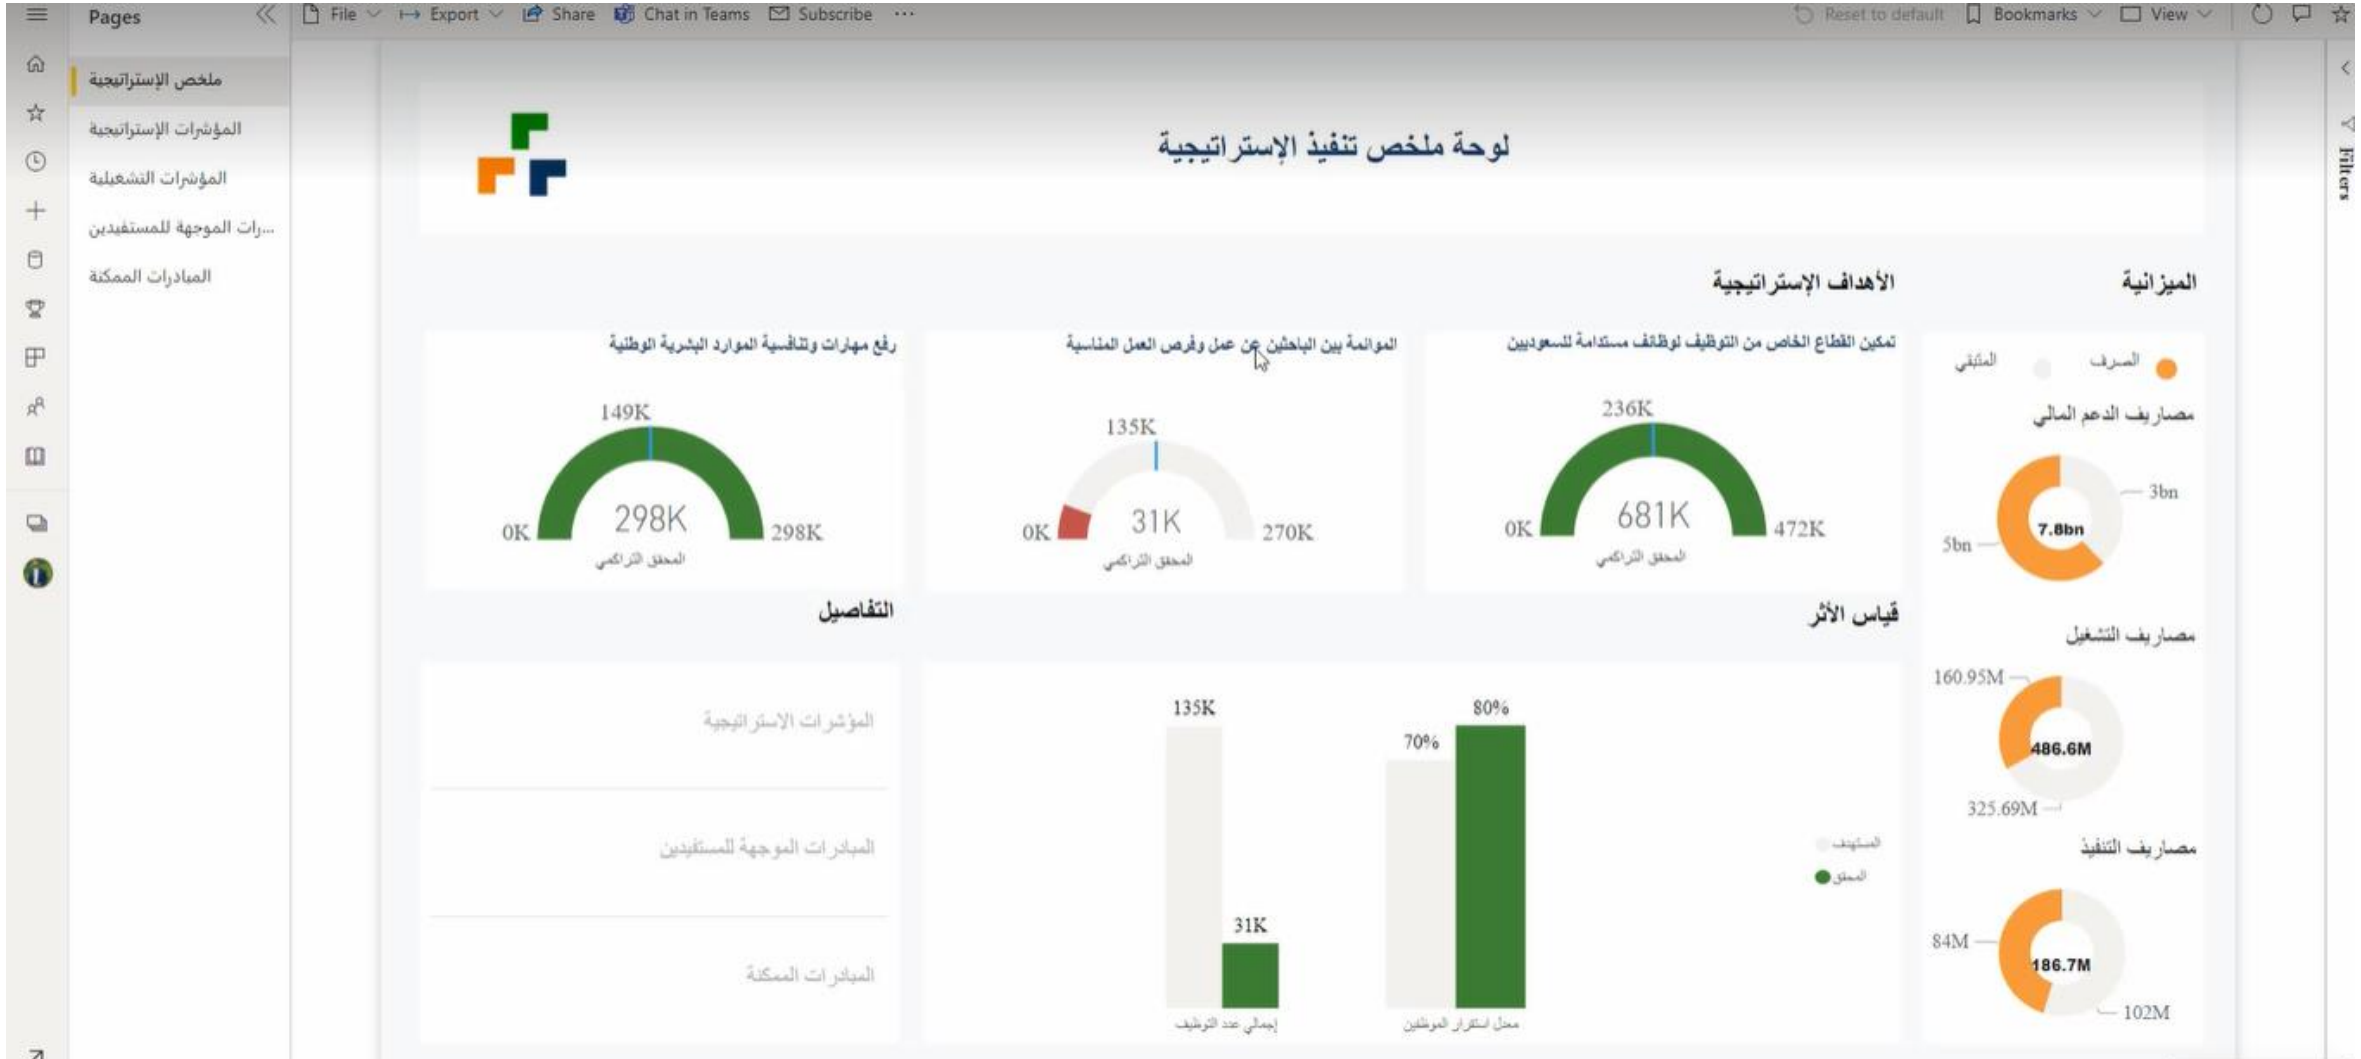 Pages
File
Export
Share
Chat in Teams
Subscribe
Reset to default
Bookmarks
View
ملخص الإستراتيجية
المؤشرات الإستراتيجية
المؤشرات التشغيلية
...رات الموجهة للمستفيدين
المبادرات الممكنة
Filters
لوحة ملخص تنفيذ الإستراتيجية
الميزانية
الصرف
المتبقي
مصاريف الدعم المالي
3bn
7.8bn
5bn
مصاريف التشغيل
160.95M
486.6M
325.69M
مصاريف التنفيذ
84M
186.7M
102M
الأهداف الإستراتيجية
تمكين القطاع الخاص من التوظيف لوظائف مستدامة للسعوديين
236K
681K
0K
472K
المحقق التراكمي
الموائمة بين الباحثين عن عمل وفرص العمل المناسبة
135K
31K
0K
270K
المحقق التراكمي
رفع مهارات وتنافسية الموارد البشرية الوطنية
149K
298K
0K
298K
المحقق التراكمي
قياس الأثر
المستهدف
المحقق
80%
70%
معدل استقرار الموظفين
135K
31K
إجمالي عدد التوظيف
التفاصيل
المؤشرات الاستراتيجية
المبادرات الموجهة للمستفيدين
المبادرات الممكنة